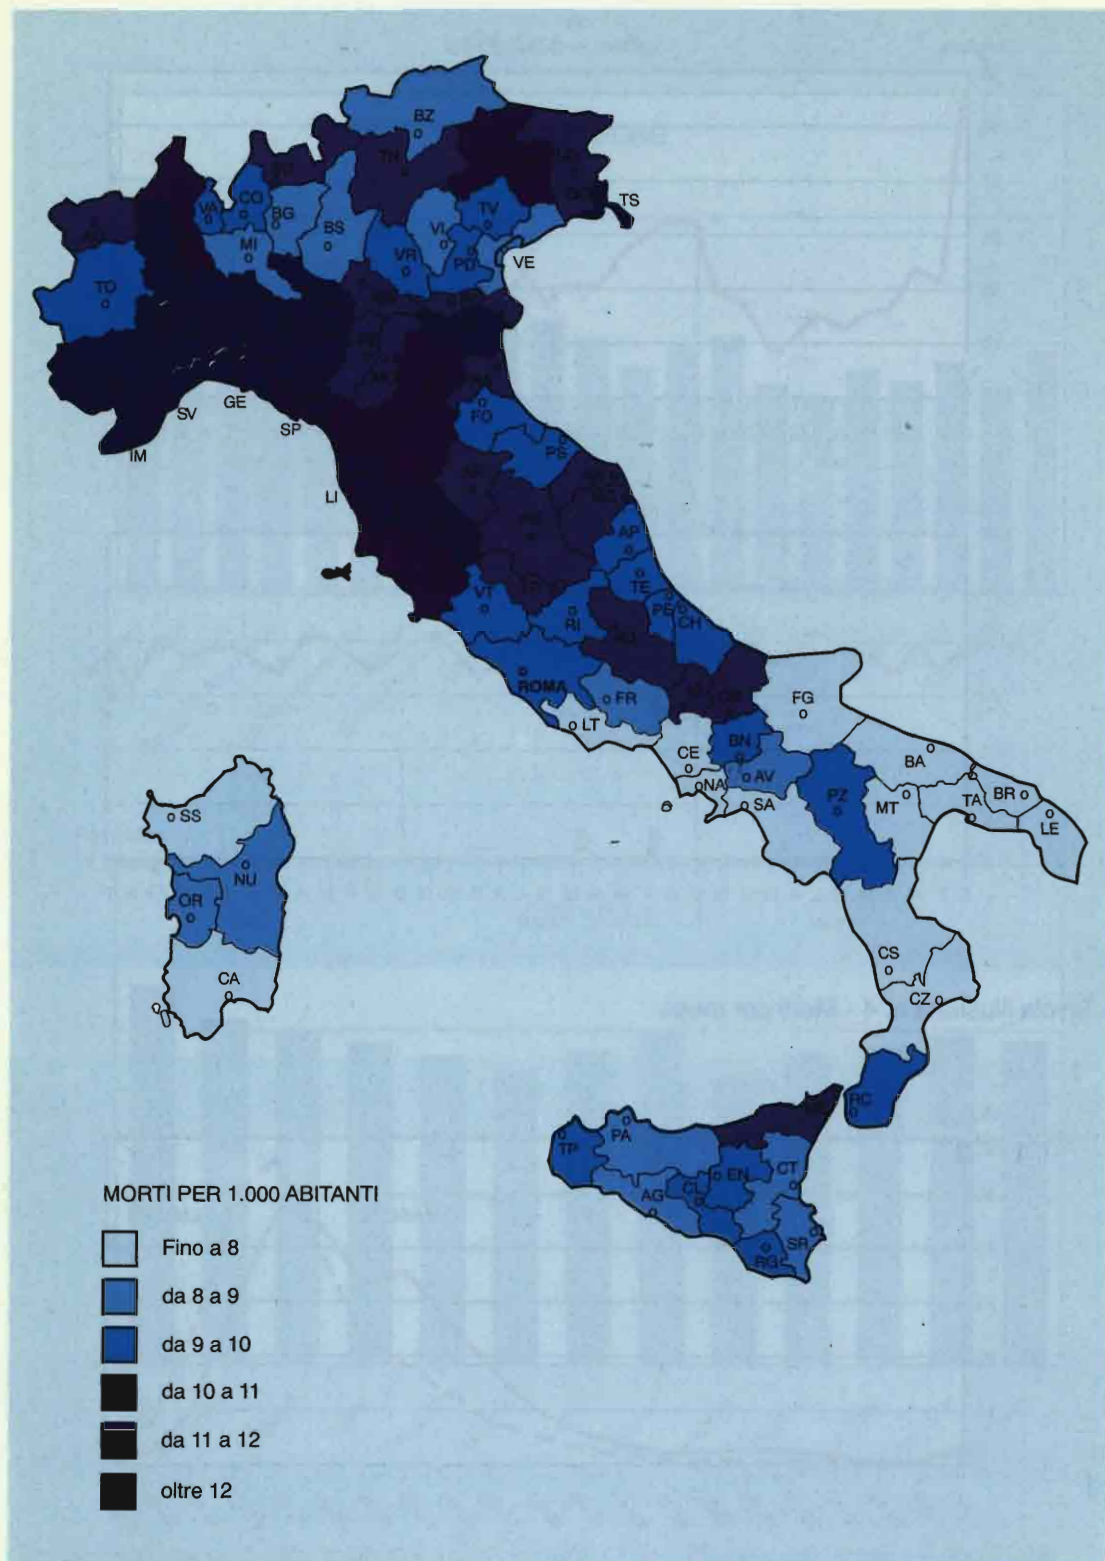 BZ
TN
TS
VA
CO
BG
BS
MI
VI
TV
VR
PD
VE
TO
SV
GE
SP
IM
LI
FO
PS
AP
TE
VT
RI
PE
CH
ROMA
FR
LT
FG
CE
BN
NA
AV
SA
BA
PZ
MT
TA
BR
LE
SS
NU
OR
CA
CS
CZ
RC
TP
PA
EN
CT
CL
AG
SR
RG
MORTI PER 1.000 ABITANTI
Fino a 8
da 8 a 9
da 9 a 10
da 10 a 11
da 11 a 12
oltre 12